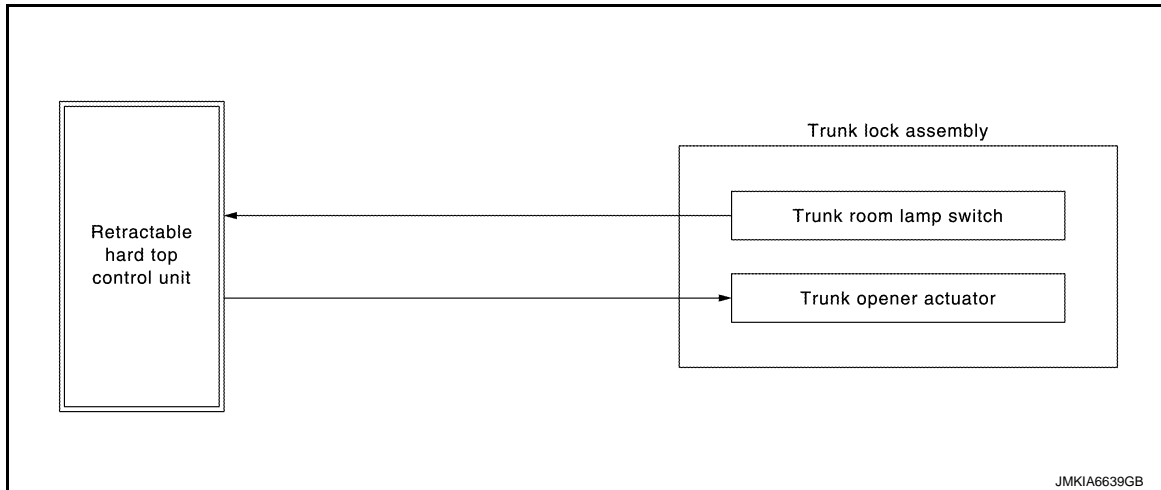 Retractable
hard top
control unit
Trunk lock assembly
Trunk room lamp switch
Trunk opener actuator
JMKIA6639GB